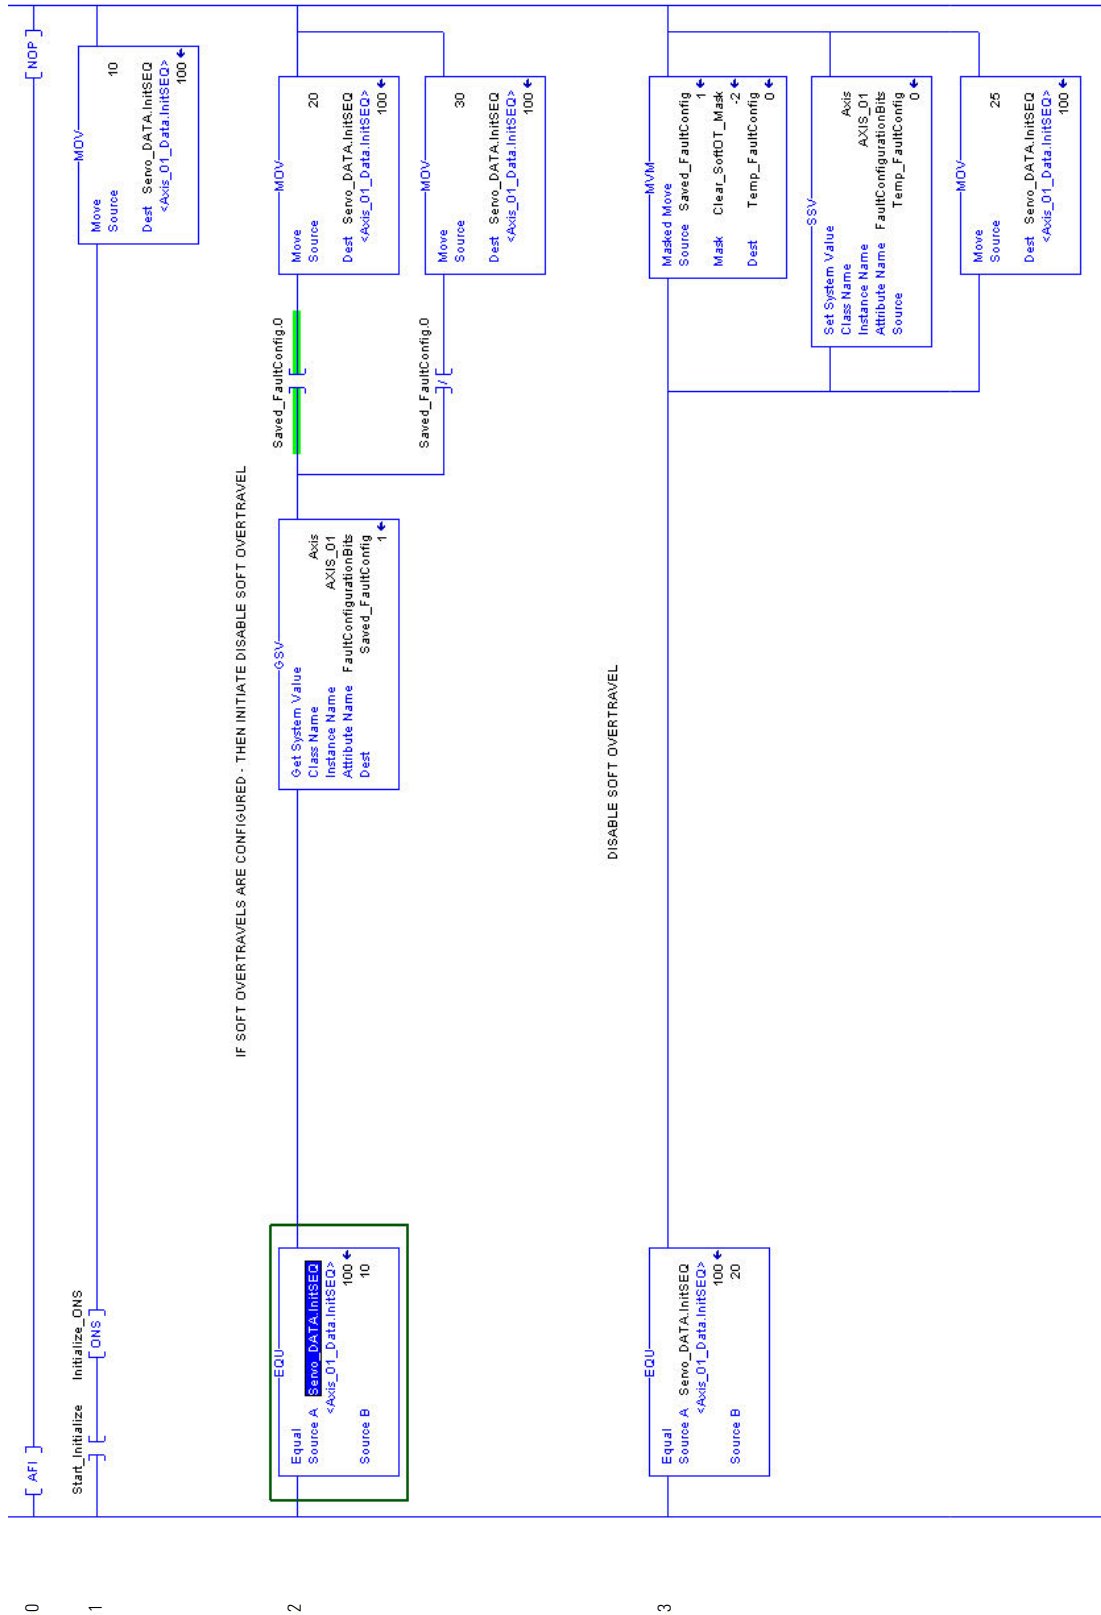 0
[ AFI ]
[ NOP ]
1
Start_Initialize
Initialize_ONS
[ ONS ]
MOV
Move
Source 10
Dest Servo_DATA.InitSEQ
<Axis_01_Data.InitSEQ>
100
IF SOFT OVERTRAVELS ARE CONFIGURED - THEN INITIATE DISABLE SOFT OVERTRAVEL
2
EQU
Equal
Source A Servo_DATA.InitSEQ
<Axis_01_Data.InitSEQ>
100
Source B 10
GSV
Get System Value
Class Name Axis
Instance Name AXIS_01
Attribute Name FaultConfigurationBits
Dest Saved_FaultConfig
1
Saved_FaultConfig.0
MOV
Move
Source 20
Dest Servo_DATA.InitSEQ
<Axis_01_Data.InitSEQ>
100
Saved_FaultConfig.0
MOV
Move
Source 30
Dest Servo_DATA.InitSEQ
<Axis_01_Data.InitSEQ>
100
DISABLE SOFT OVERTRAVEL
3
EQU
Equal
Source A Servo_DATA.InitSEQ
<Axis_01_Data.InitSEQ>
100
Source B 20
MVM
Masked Move
Source Saved_FaultConfig
1
Mask Clear_SoftOT_Mask
-2
Dest Temp_FaultConfig
0
SSV
Set System Value
Class Name Axis
Instance Name AXIS_01
Attribute Name FaultConfigurationBits
Source Temp_FaultConfig
0
MOV
Move
Source 25
Dest Servo_DATA.InitSEQ
<Axis_01_Data.InitSEQ>
100